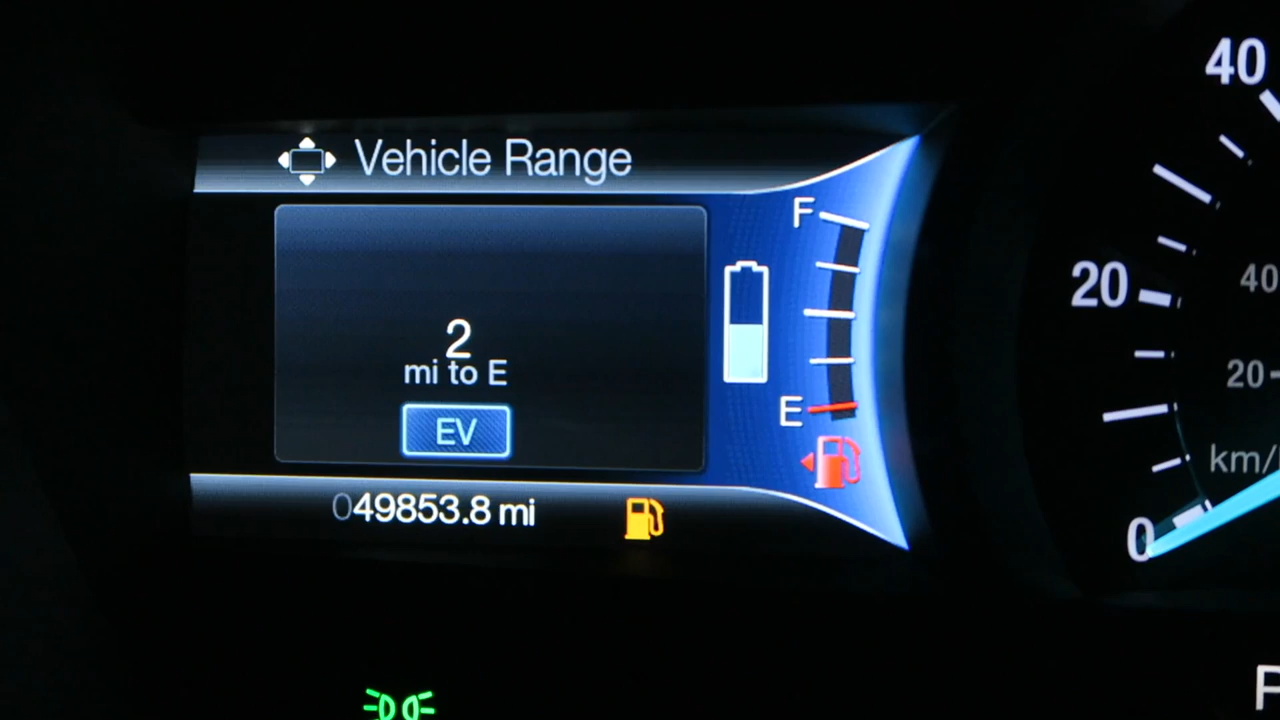 Vehicle Range
2
mi to E
EV
049853.8 mi
F
E
40
20
0
40
20
km/
P